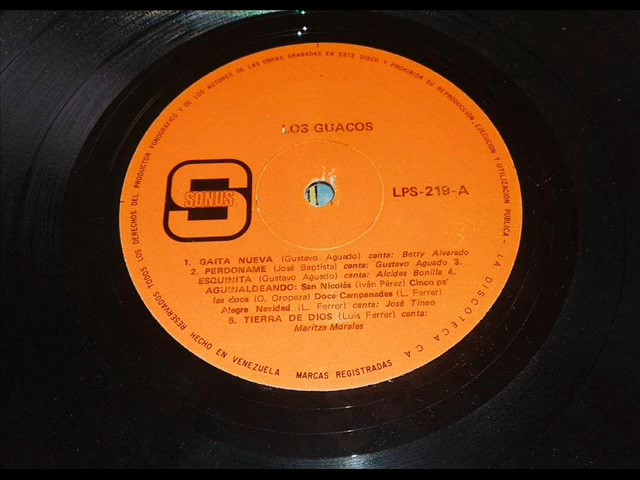 RESERVADOS TODOS LOS DERECHOS DEL PRODUCTOR FONOGRAFICO Y DE LOS AUTORES DE LAS OBRAS GRABADAS EN ESTE DISCO Y PROHIBIDA SU REPRODUCCION, EJECUCION Y UTILIZACION PUBLICA - LA DISCOTECA CA
LOS GUACOS
S
SONUS
1
LPS-219-A
1. GAITA NUEVA (Gustavo Aguado) canta: Betty Alvarado
2. PERDONAME (José Baptista) canta: Gustavo Aguado 3.
ESQUINITA (Gustavo Aguado) canta: Alcides Bonilla 4.
AGUINALDEANDO: San Nicolás (Iván Pérez) Cinco pa'
las doce (O. Oropeza) Doce Campanadas (L. Ferrer)
Alegre Navidad (L. Ferrer) canta: José Tineo
5. TIERRA DE DIOS (Luis Ferrer) canta:
Maritza Morales
HECHO EN VENEZUELA MARCAS REGISTRADAS